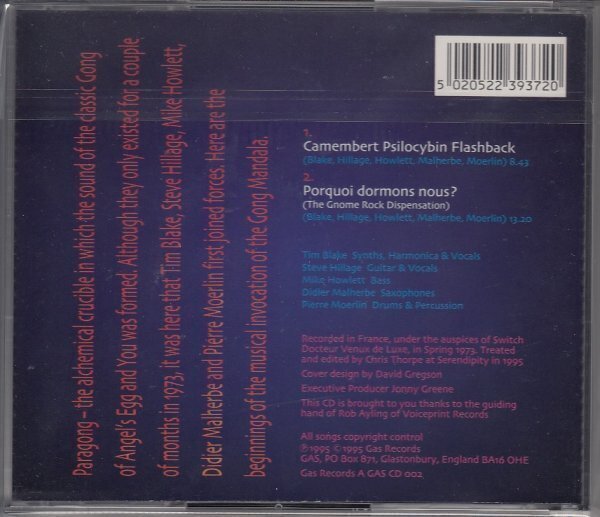 Paragong – the alchemical crucible in which the sound of the classic Gong
of Angel's Egg and You was formed. Although they only existed for a couple
of months in 1973, it was here that Tim Blake, Steve Hillage, Mike Howlett,
Didier Malherbe and Pierre Moerlin first joined forces. Here are the
beginnings of the musical invocation of the Gong Mandala.
5 020522 393720
1.
Camembert Psilocybin Flashback
(Blake, Hillage, Howlett, Malherbe, Moerlin) 8.43
2.
Porquoi dormons nous?
(The Gnome Rock Dispensation)
(Blake, Hillage, Howlett, Malherbe, Moerlin) 13.20
Tim Blake Synths, Harmonica & Vocals
Steve Hillage Guitar & Vocals
Mike Howlett Bass
Didier Malherbe Saxophones
Pierre Moerlin Drums & Percussion
Recorded in France, under the auspices of Switch
Docteur Venux de Luxe, in Spring 1973. Treated
and edited by Chris Thorpe at Serendipity in 1995
Cover design by David Gregson
Executive Producer Jonny Greene
This CD is brought to you thanks to the guiding
hand of Rob Ayling of Voiceprint Records
All songs copyright control
℗ 1995 © 1995 Gas Records
GAS, PO Box 871, Glastonbury, England BA16 OHE
Gas Records A GAS CD 002